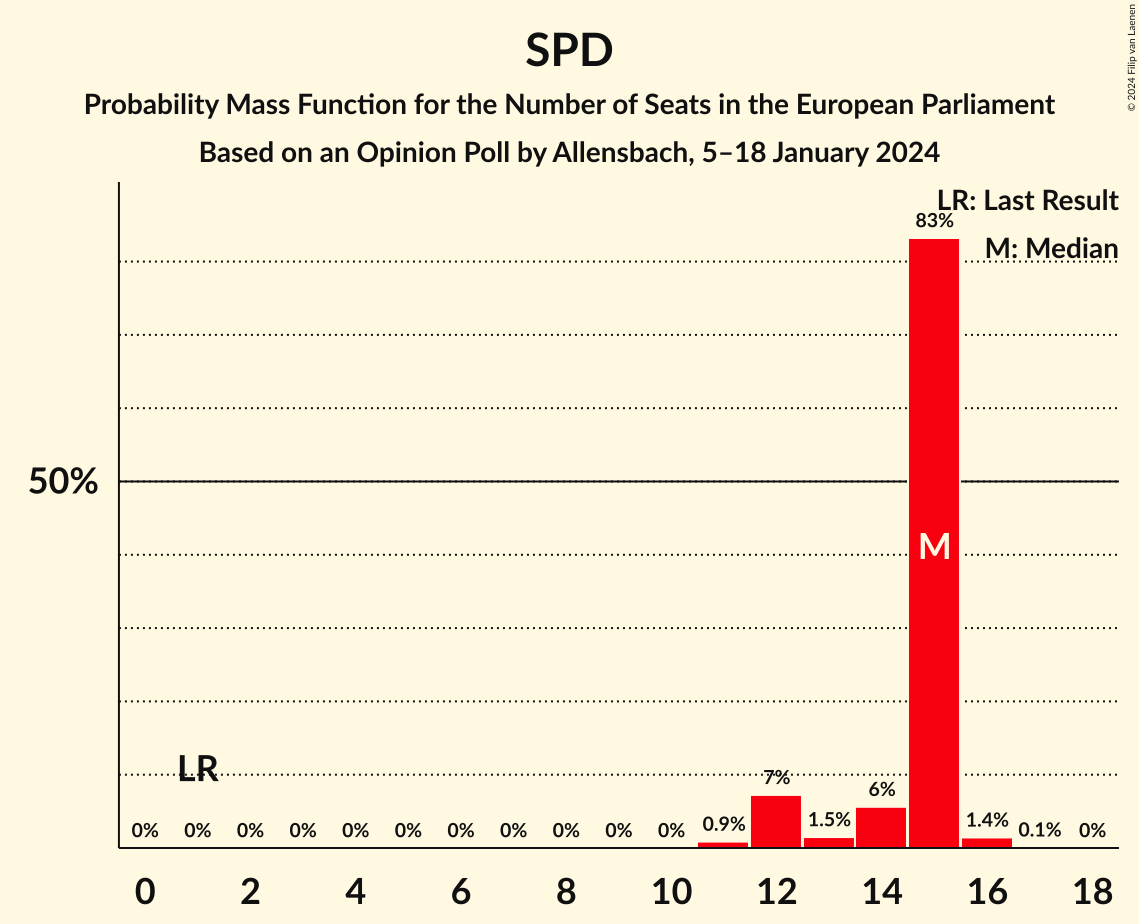 SPD
Probability Mass Function for the Number of Seats in the European Parliament
Based on an Opinion Poll by Allensbach, 5–18 January 2024
© 2024 Filip van Laenen
LR: Last Result
M: Median
83%
50%
M
LR
0% 0% 0% 0% 0% 0% 0% 0% 0% 0% 0% 0.9% 7% 1.5% 6% 1.4% 0.1% 0%
0 2 4 6 8 10 12 14 16 18